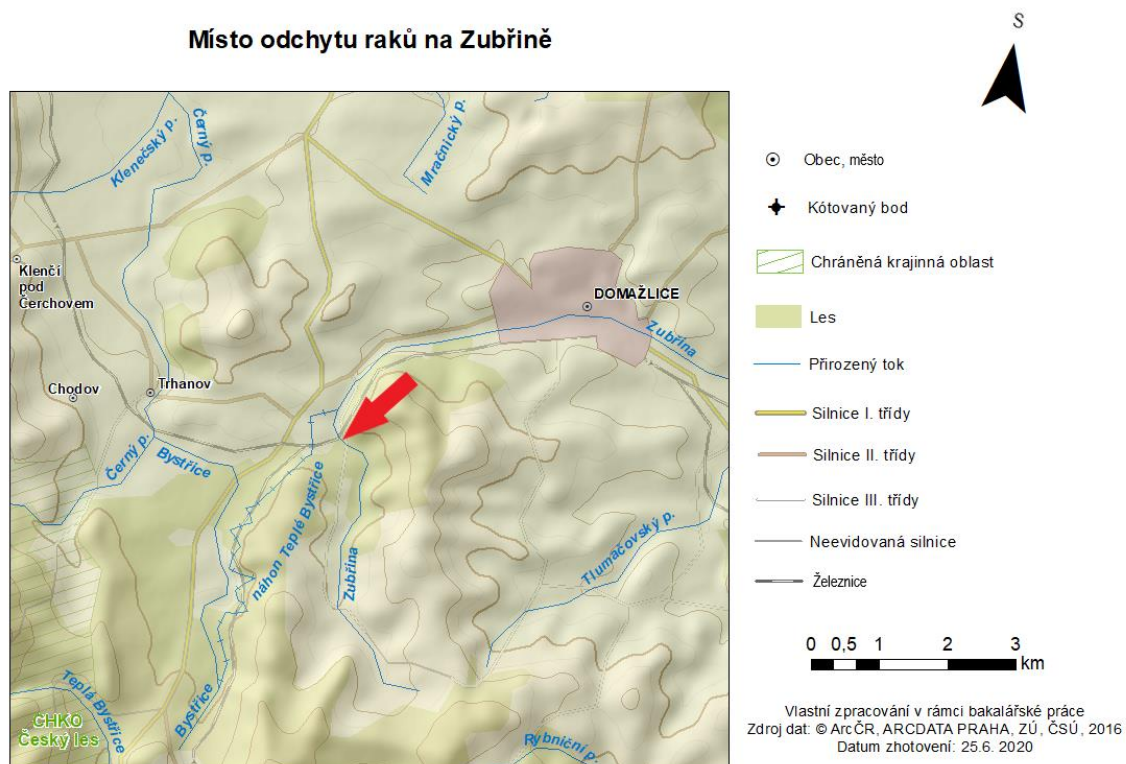 Místo odchytu raků na Zubřině
S
Klenečský p.
Černý p.
Mračnický p.
Klenčí
pod
Čerchovem
DOMAŽLICE
Zubřina
Chodov
Trhanov
Černý p.
Bystřice
náhon Teplé Bystřice
Zubřina
Tlumačovský p.
Teplá Bystřice
Bystřice
CHKO
Český les
Rybniční p.
Obec, město
Kótovaný bod
Chráněná krajinná oblast
Les
Přirozený tok
Silnice I. třídy
Silnice II. třídy
Silnice III. třídy
Neevidovaná silnice
Železnice
0 0,5 1 2 3
km
Vlastní zpracování v rámci bakalářské práce
Zdroj dat: © ArcČR, ARCDATA PRAHA, ZÚ, ČSÚ, 2016
Datum zhotovení: 25.6. 2020